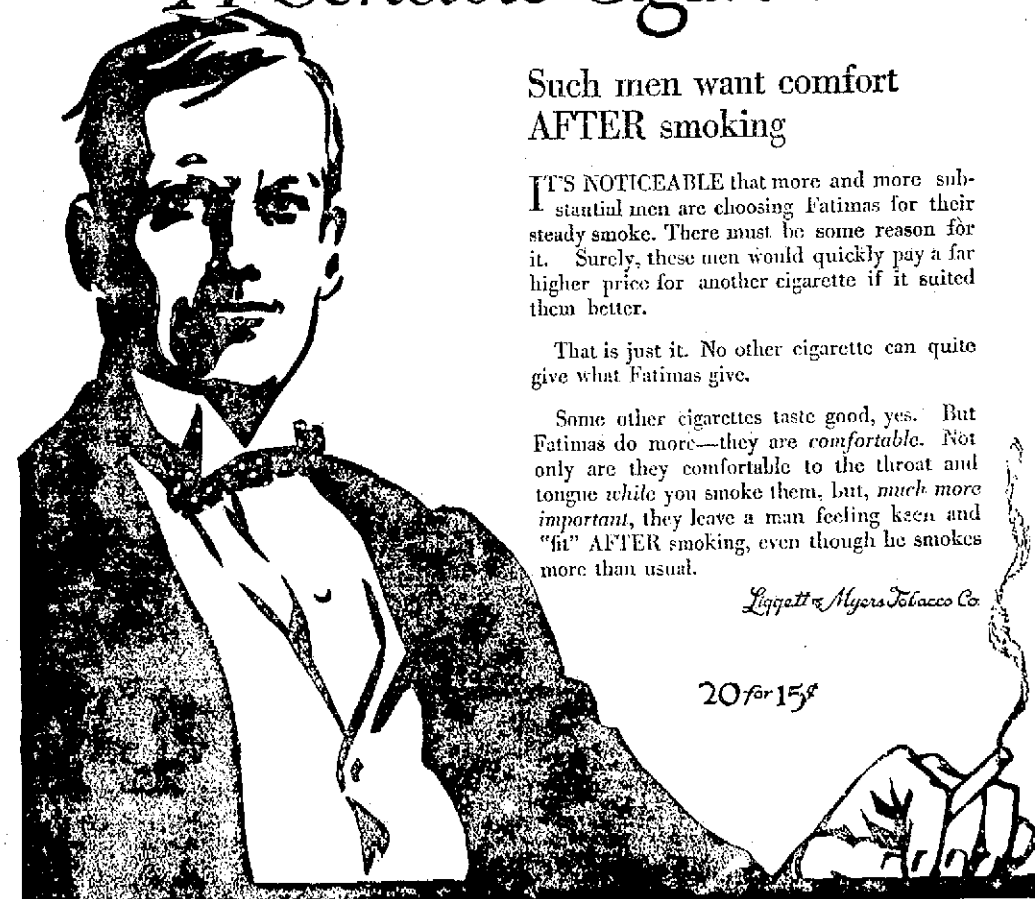 A Sensible Cigarette
Such men want comfort
AFTER smoking
IT'S NOTICEABLE that more and more sub-
stantial men are choosing Fatimas for their
steady smoke. There must be some reason for
it. Surely, these men would quickly pay a far
higher price for another cigarette if it suited
them better.
That is just it. No other cigarette can quite
give what Fatimas give.
Some other cigarettes taste good, yes. But
Fatimas do more—they are comfortable. Not
only are they comfortable to the throat and
tongue while you smoke them, but, much more
important, they leave a man feeling keen and
"fit" AFTER smoking, even though he smokes
more than usual.
Liggett & Myers Tobacco Co.
20 for 15¢